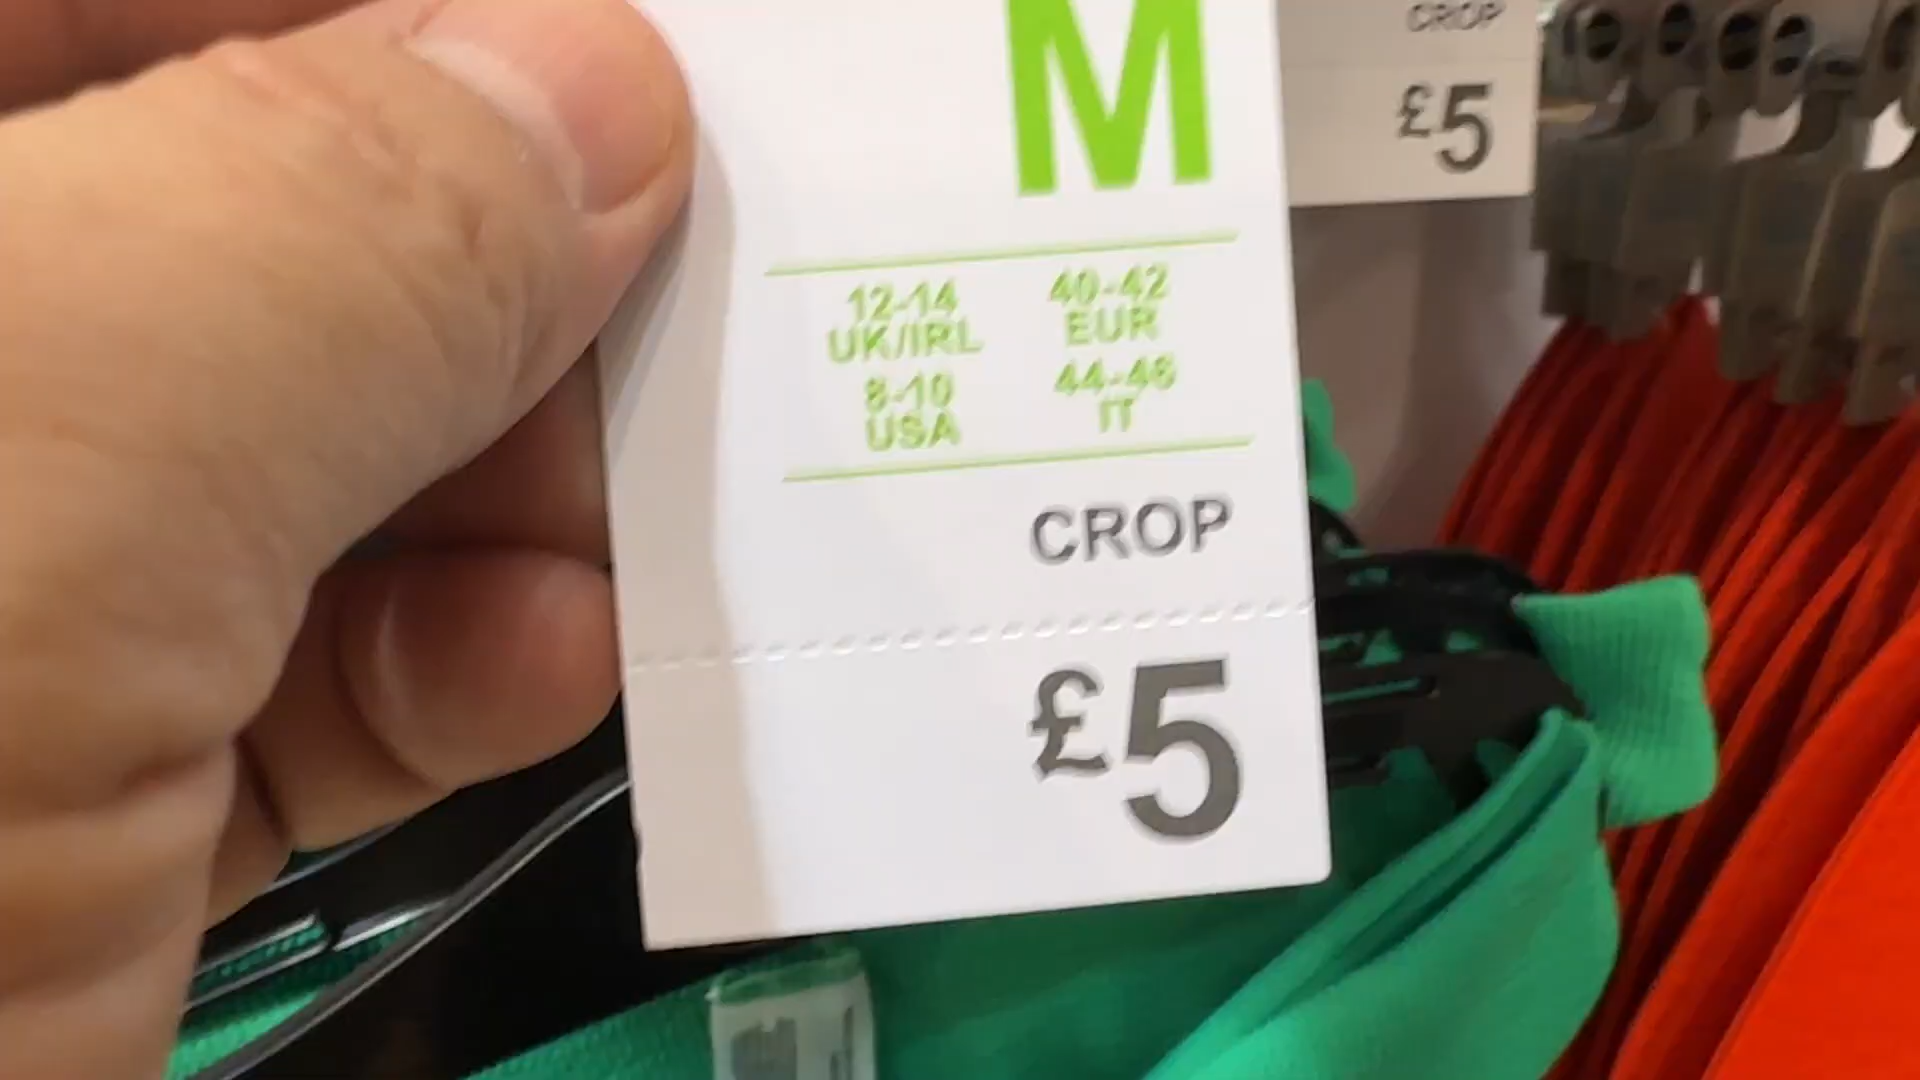 M
12-14
UK/IRL
40-42
EUR
8-10
USA
44-46
IT
CROP
£5
CROP
£5